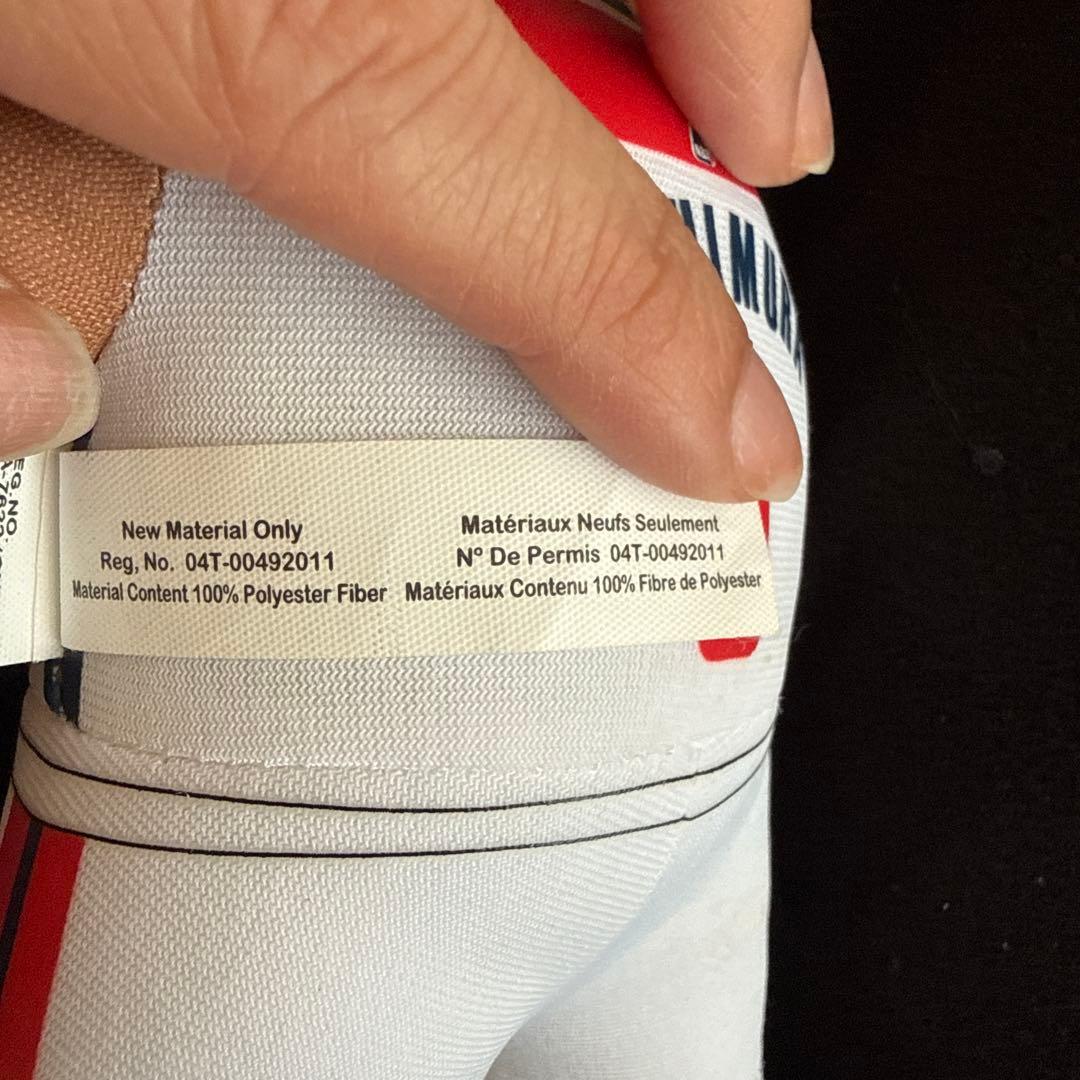 New Material Only
Reg, No. 04T-00492011
Material Content 100% Polyester Fiber
Matériaux Neufs Seulement
Nº De Permis 04T-00492011
Matériaux Contenu 100% Fibre de Polyester